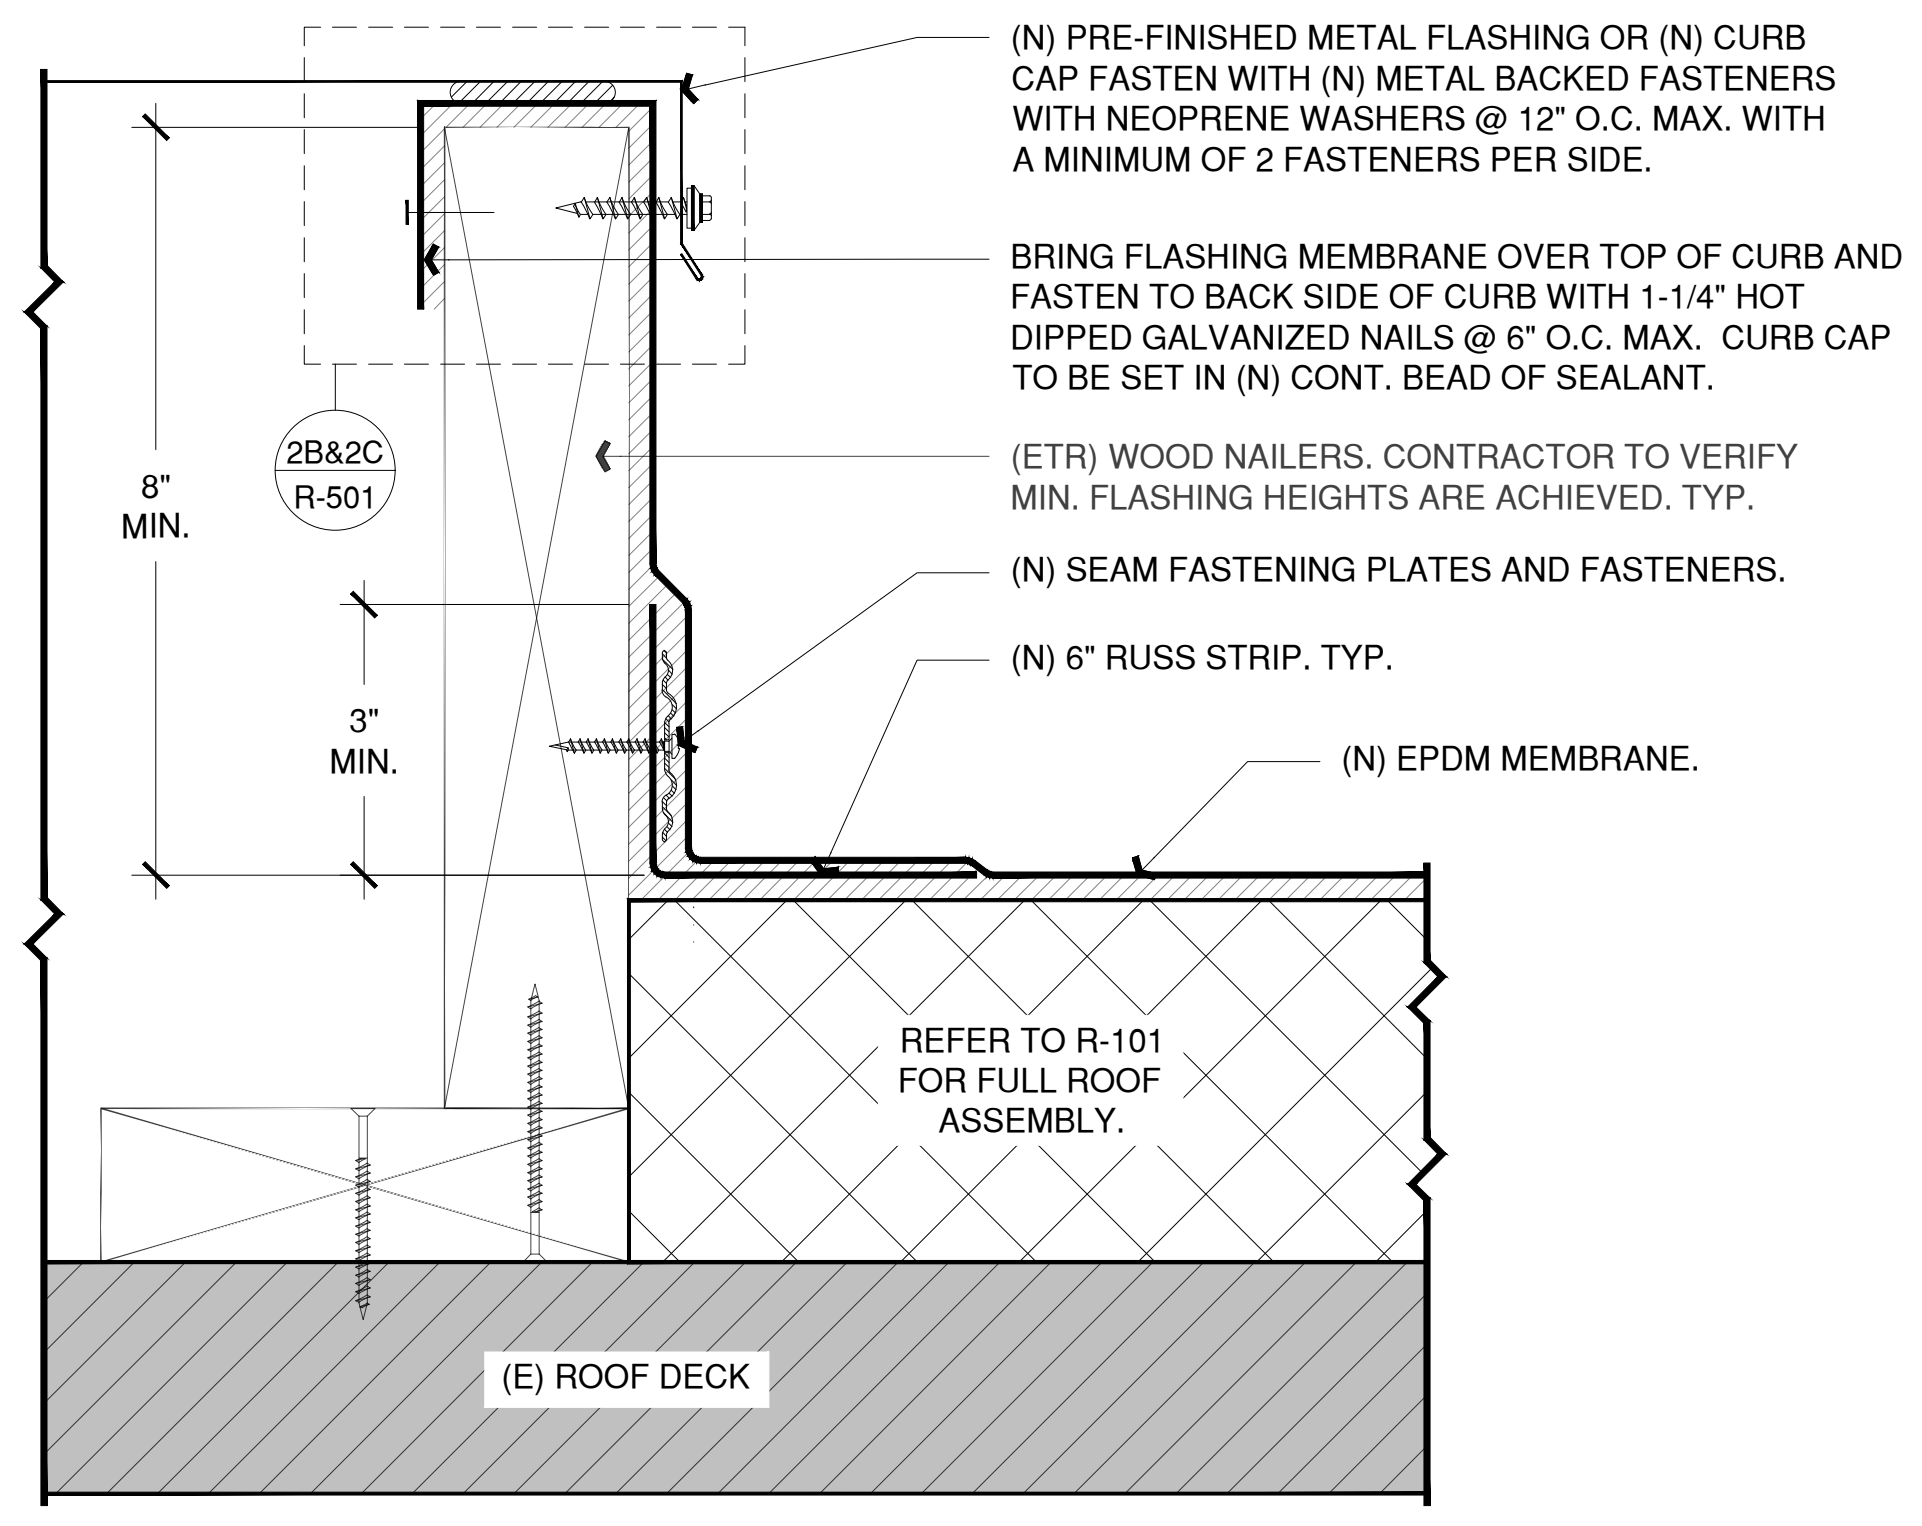 (N) PRE-FINISHED METAL FLASHING OR (N) CURB
CAP FASTEN WITH (N) METAL BACKED FASTENERS
WITH NEOPRENE WASHERS @ 12" O.C. MAX. WITH
A MINIMUM OF 2 FASTENERS PER SIDE.
BRING FLASHING MEMBRANE OVER TOP OF CURB AND
FASTEN TO BACK SIDE OF CURB WITH 1-1/4" HOT
DIPPED GALVANIZED NAILS @ 6" O.C. MAX.  CURB CAP
TO BE SET IN (N) CONT. BEAD OF SEALANT.
2B&2C
R-501
8"
MIN.
(ETR) WOOD NAILERS. CONTRACTOR TO VERIFY
MIN. FLASHING HEIGHTS ARE ACHIEVED. TYP.
(N) SEAM FASTENING PLATES AND FASTENERS.
(N) 6" RUSS STRIP. TYP.
3"
MIN.
(N) EPDM MEMBRANE.
REFER TO R-101
FOR FULL ROOF
ASSEMBLY.
(E) ROOF DECK